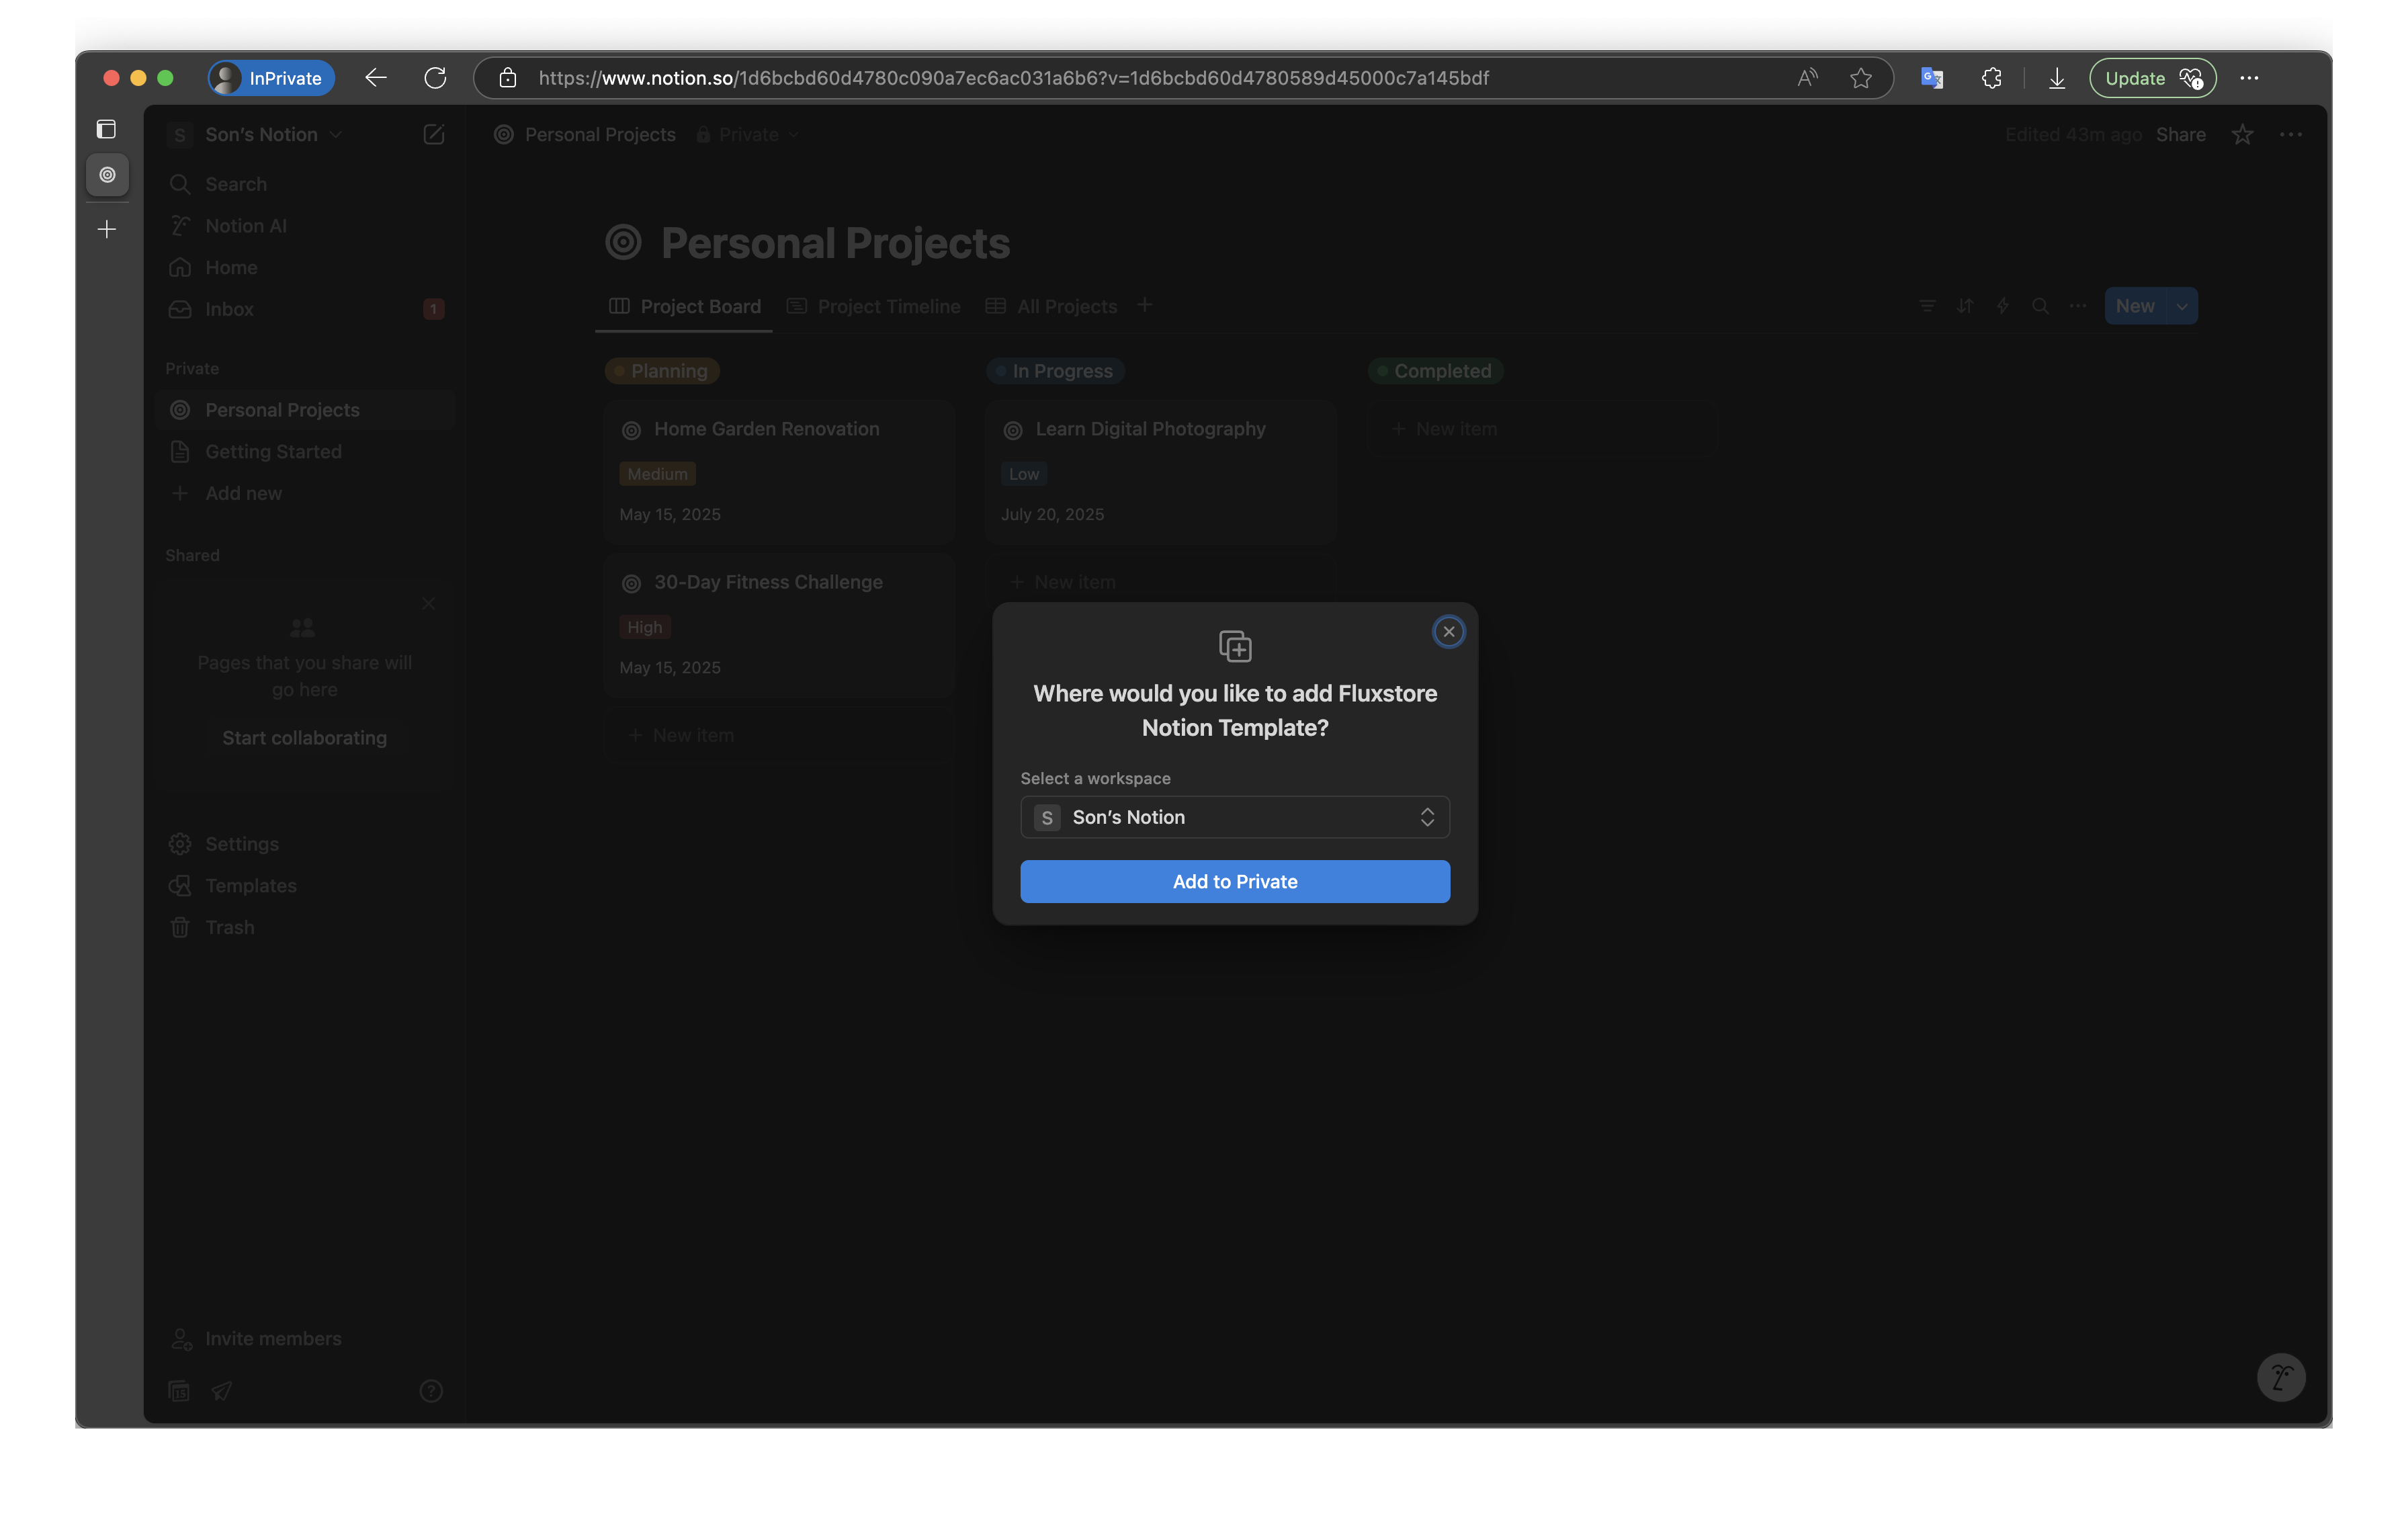 InPrivate
https://www.notion.so/1d6bcbd60d4780c090a7ec6ac031a6b6?v=1d6bcbd60d4780589d45000c7a145bdf
Update
S Son's Notion
Personal Projects Private
Edited 43m ago Share
Search
Notion AI
Home
Inbox 1
Private
Personal Projects
Getting Started
Add new
Shared
Pages that you share will
go here
Start collaborating
Settings
Templates
Trash
Invite members
15
?
Personal Projects
Project Board Project Timeline All Projects
New
Planning
Home Garden Renovation
Medium
May 15, 2025
30-Day Fitness Challenge
High
May 15, 2025
+ New item
In Progress
Learn Digital Photography
Low
July 20, 2025
+ New item
Completed
+ New item
Where would you like to add Fluxstore
Notion Template?
Select a workspace
S Son's Notion
Add to Private